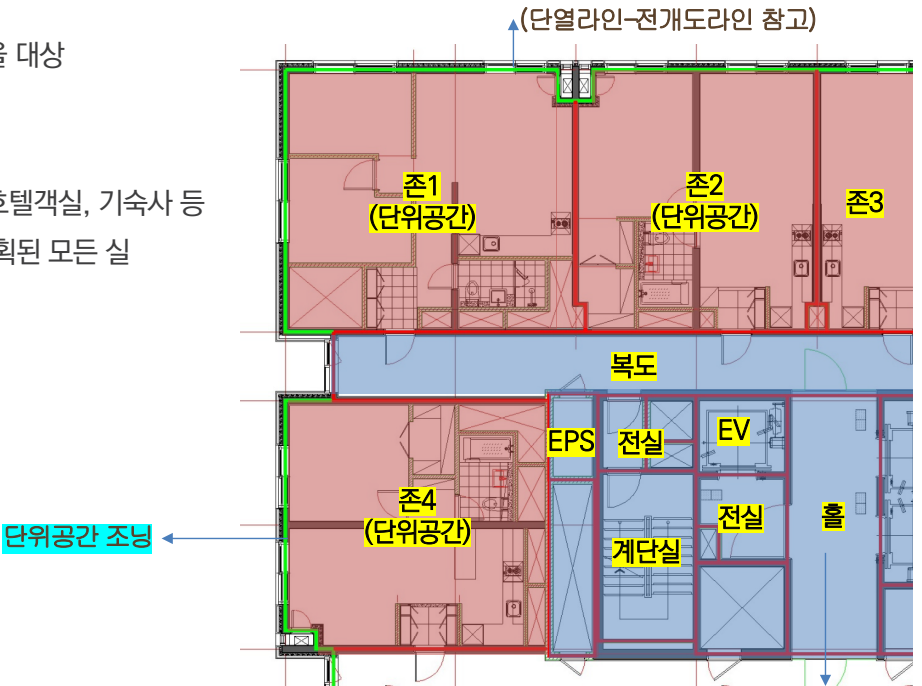 (단열라인-전개도라인 참고)
을 대상
호텔객실, 기숙사 등
획된 모든 실
존1
(단위공간)
존2
(단위공간)
존3
복도
EPS
전실
EV
존4
(단위공간)
전실
홀
계단실
단위공간 조닝